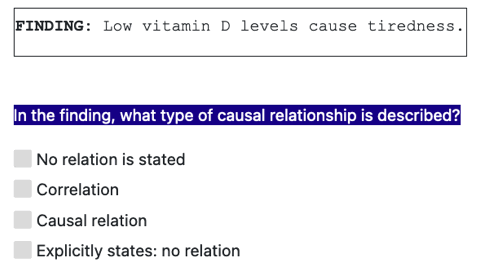 FINDING: Low vitamin D levels cause tiredness.
In the finding, what type of causal relationship is described?
No relation is stated
Correlation
Causal relation
Explicitly states: no relation